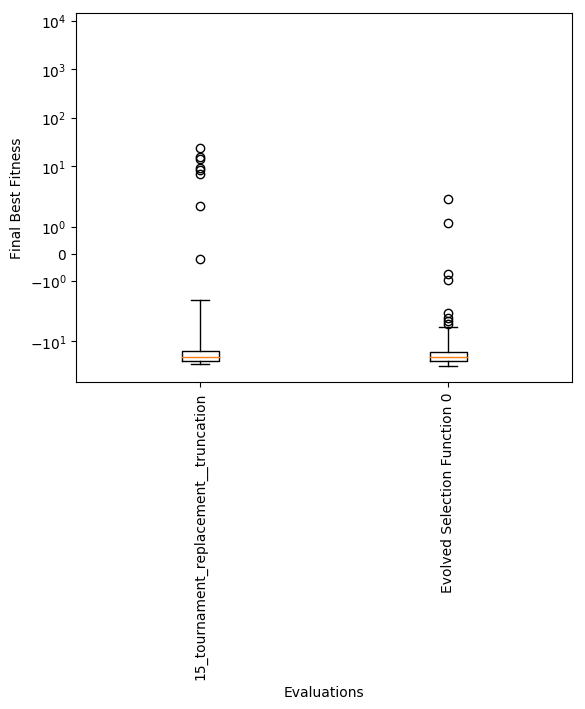 10⁴
10³
10²
10¹
10⁰
0
−10⁰
−10¹
Final Best Fitness
15_tournament_replacement__truncation
Evolved Selection Function 0
Evaluations